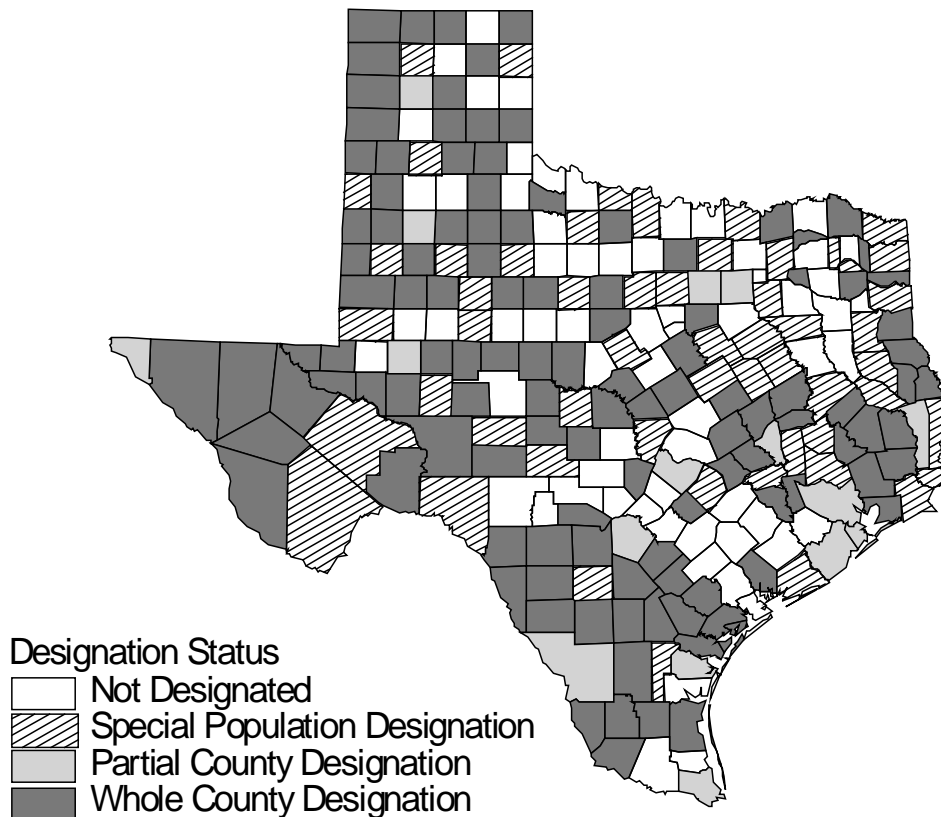 Designation Status
Not Designated
Special Population Designation
Partial County Designation
Whole County Designation